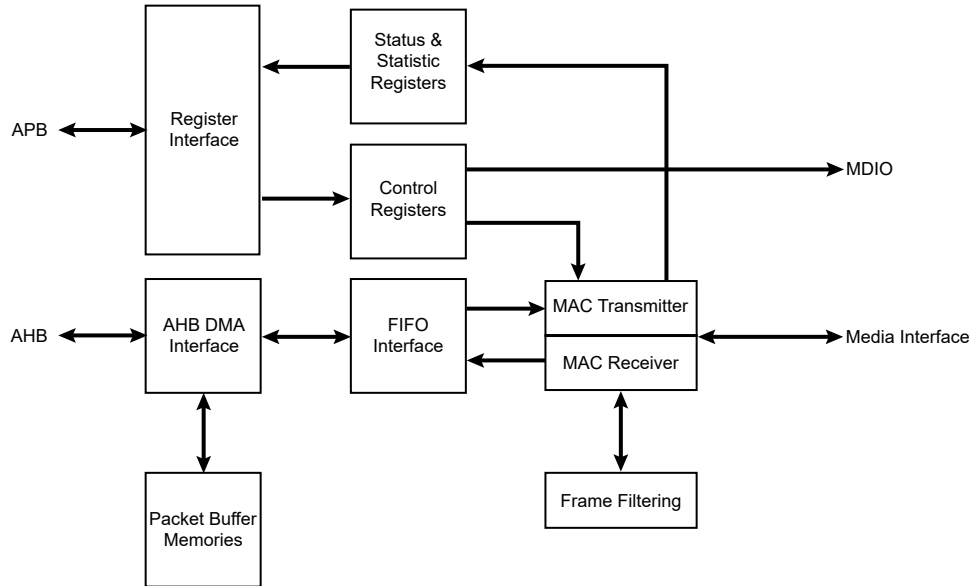 Status &
Statistic
Registers
APB
Register
Interface
Control
Registers
MDIO
AHB
AHB DMA
Interface
FIFO
Interface
MAC Transmitter
MAC Receiver
Media Interface
Packet Buffer
Memories
Frame Filtering